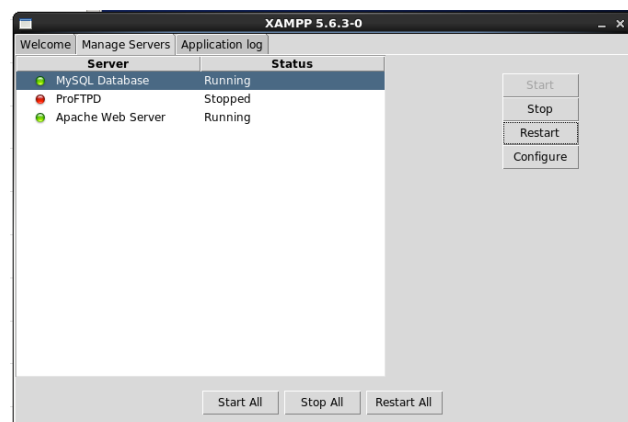 XAMPP 5.6.3-0
Welcome Manage Servers Application log
Server Status
MySQL Database Running
ProFTPD Stopped
Apache Web Server Running
Start
Stop
Restart
Configure
Start All Stop All Restart All